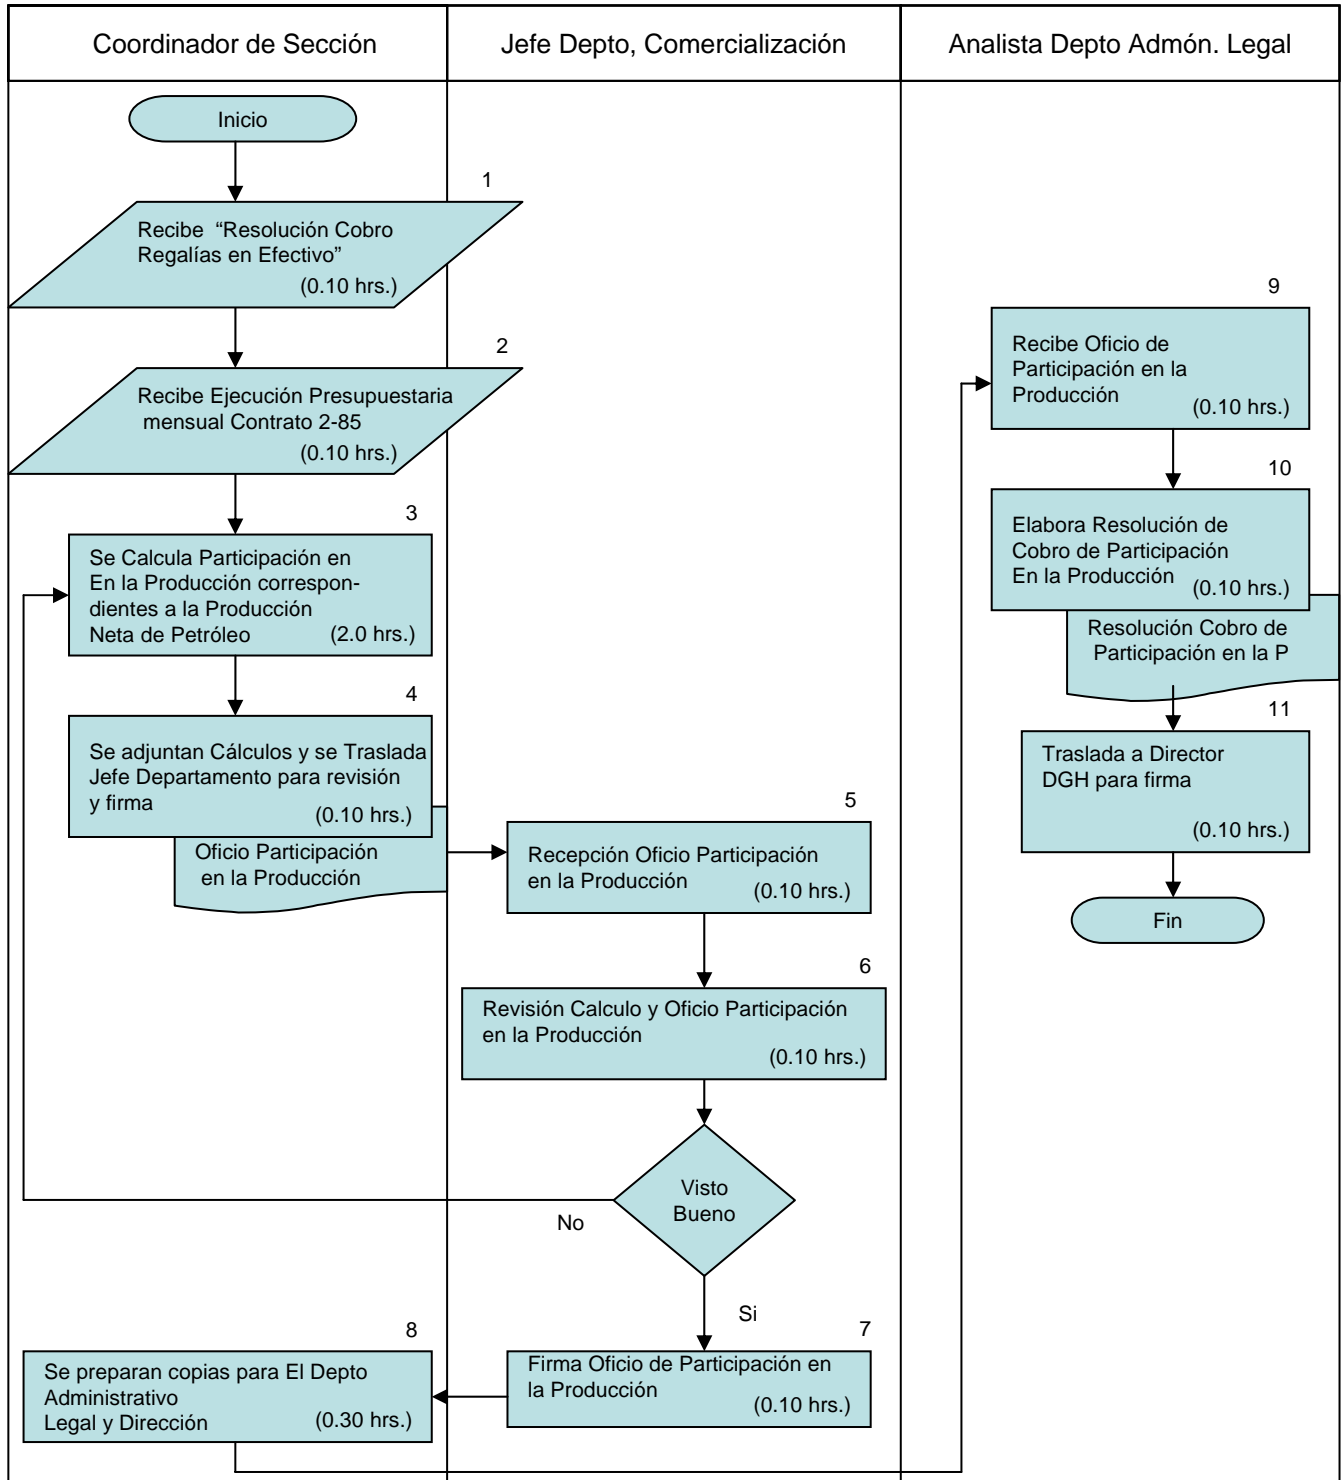 Coordinador de Sección
Jefe Depto, Comercialización
Analista Depto Admón. Legal
Inicio
1
Recibe “Resolución Cobro
Regalías en Efectivo”
(0.10 hrs.)
2
Recibe Ejecución Presupuestaria
mensual Contrato 2-85
(0.10 hrs.)
3
Se Calcula Participación en
En la Producción correspon-
dientes a la Producción
Neta de Petróleo (2.0 hrs.)
4
Se adjuntan Cálculos y se Traslada
Jefe Departamento para revisión
y firma
(0.10 hrs.)
Oficio Participación
en la Producción
5
Recepción Oficio Participación
en la Producción
(0.10 hrs.)
6
Revisión Calculo y Oficio Participación
en la Producción
(0.10 hrs.)
Visto
Bueno
No
Si
7
Firma Oficio de Participación en
la Producción
(0.10 hrs.)
8
Se preparan copias para El Depto
Administrativo
Legal y Dirección (0.30 hrs.)
9
Recibe Oficio de
Participación en la
Producción
(0.10 hrs.)
10
Elabora Resolución de
Cobro de Participación
En la Producción (0.10 hrs.)
Resolución Cobro de
Participación en la P
11
Traslada a Director
DGH para firma
(0.10 hrs.)
Fin